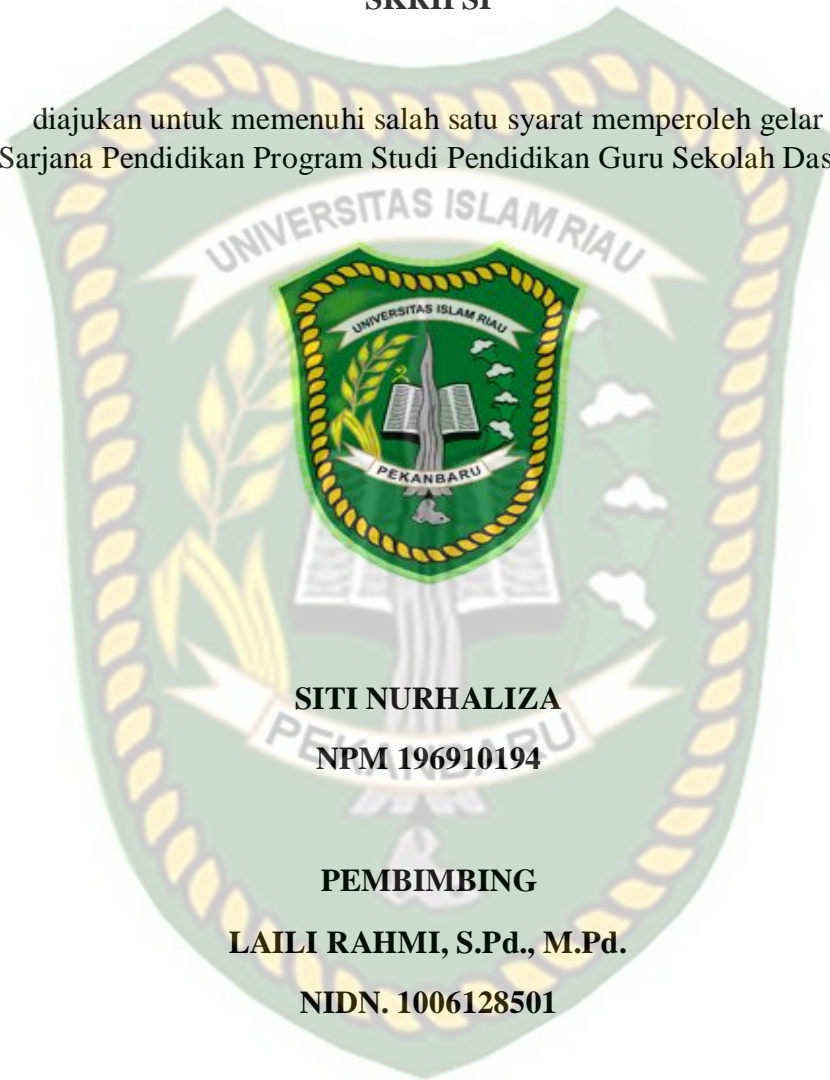 SKRIPSI
diajukan untuk memenuhi salah satu syarat memperoleh gelar
Sarjana Pendidikan Program Studi Pendidikan Guru Sekolah Das
UNIVERSITAS ISLAM RIAU
UNIVERSITAS ISLAM RIAU
PEKANBARU
SITI NURHALIZA
PEKANBARU
NPM 196910194
PEMBIMBING
LAILI RAHMI, S.Pd., M.Pd.
NIDN. 1006128501